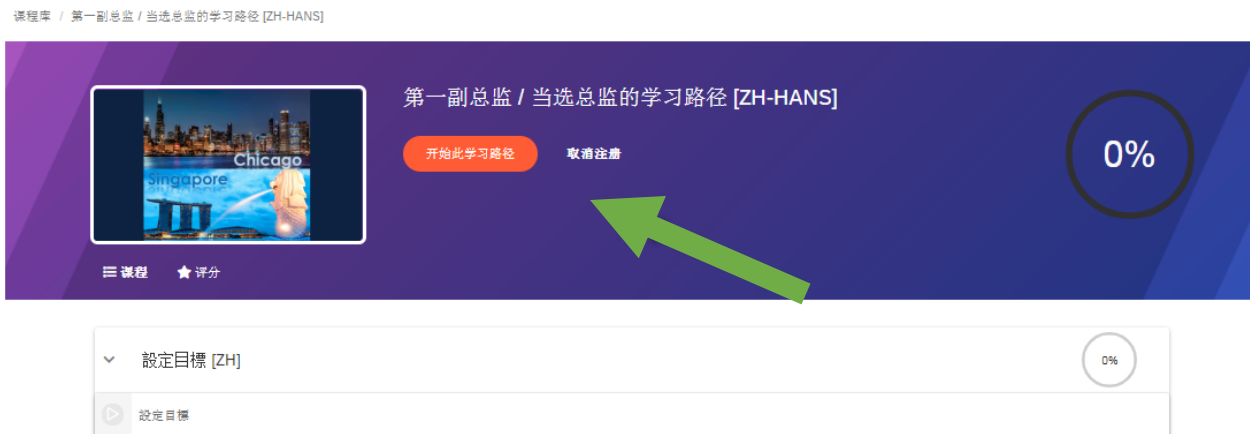 课程库 / 第一副总监 / 当选总监的学习路径 [ZH-HANS]
第一副总监 / 当选总监的学习路径 [ZH-HANS]
开始此学习路径 取消注册
0%
Chicago
Singapore
课程 评分
設定目標 [ZH]
0%
設定目標